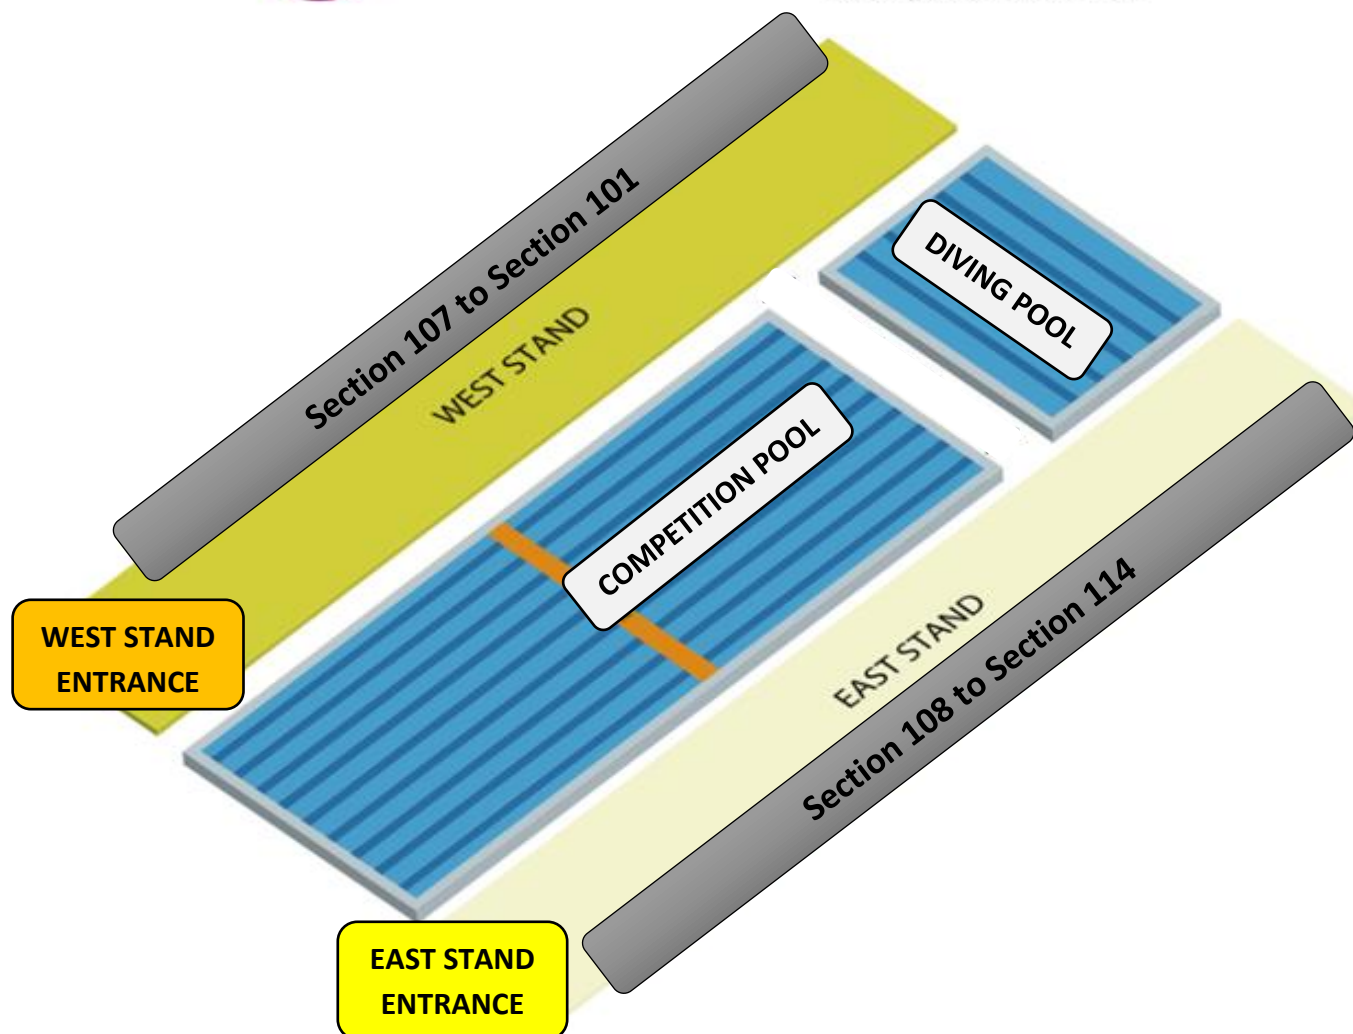 Section 107 to Section 101
WEST STAND
DIVING POOL
COMPETITION POOL
WEST STAND
ENTRANCE
EAST STAND
Section 108 to Section 114
EAST STAND
ENTRANCE